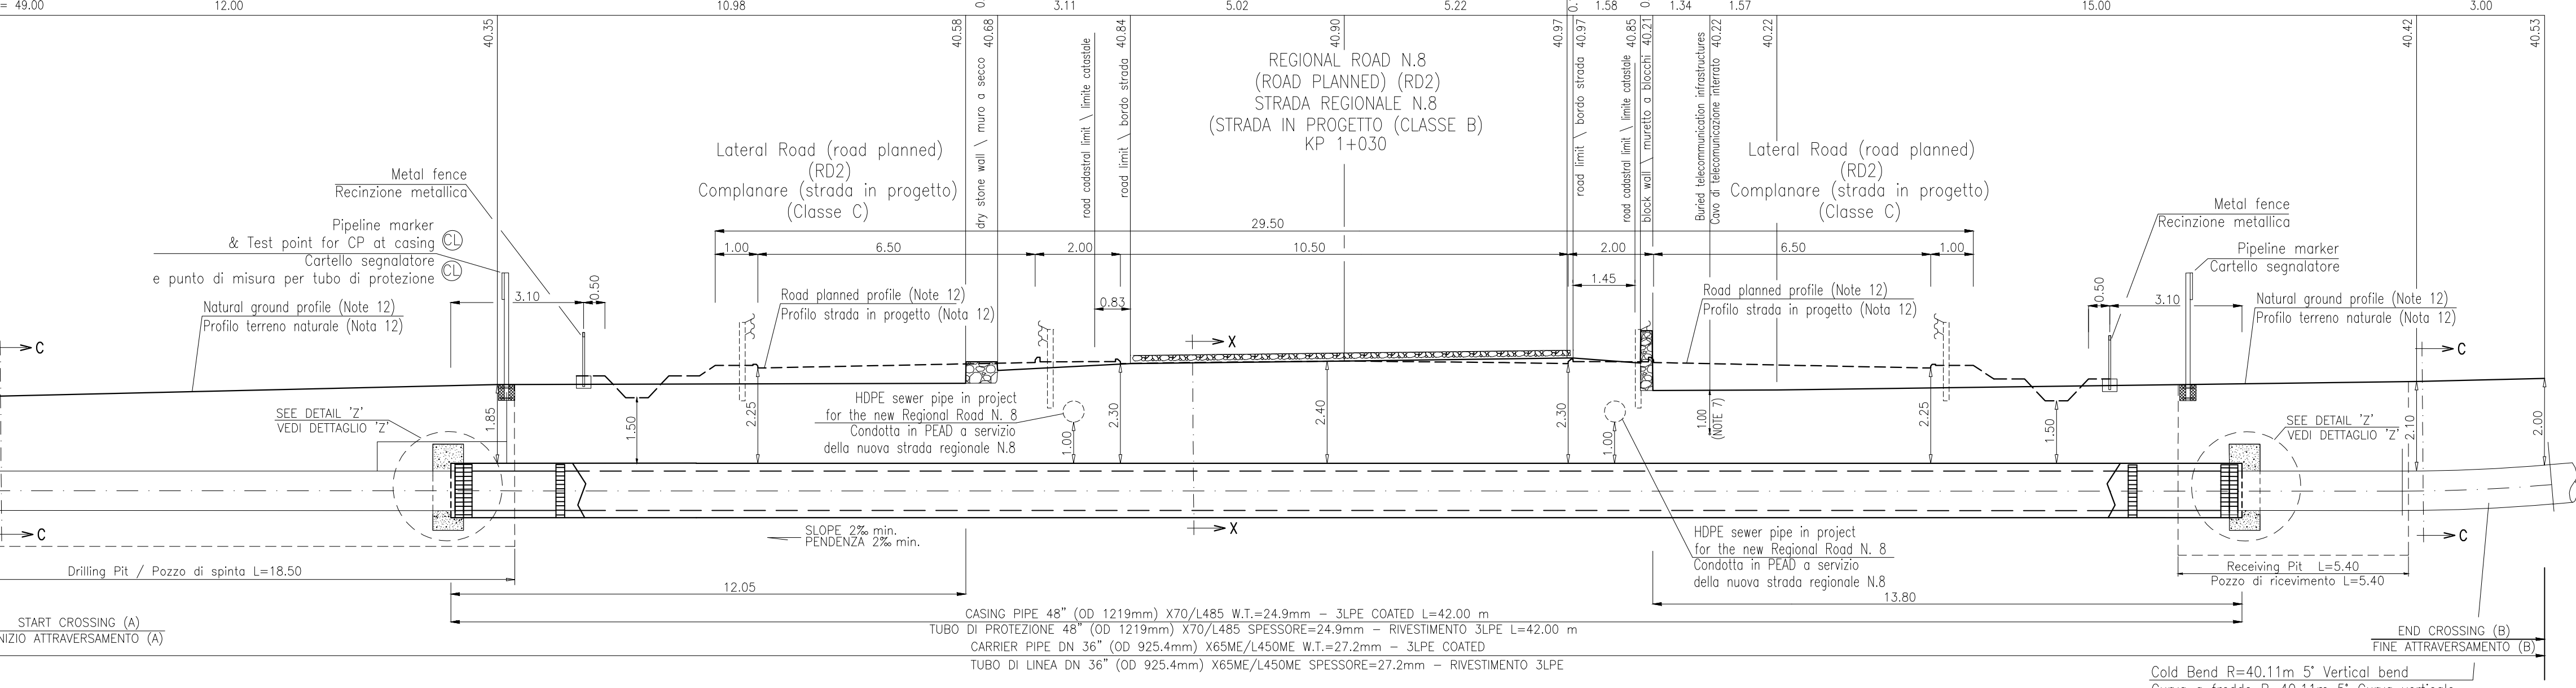 = 49.00
12.00
10.98
3.11
5.02
5.22
1.58
1.34
1.57
15.00
3.00
40.35
40.58
40.68
40.84
40.90
40.97
40.97
40.85
40.21
40.22
40.22
40.42
40.53
dry stone wall \ muro a secco
road cadastral limit \ limite catastale
road limit \ bordo strada
road limit \ bordo strada
road cadastral limit \ limite catastale
block wall \ muretto a blocchi
Buried telecommunication infrastructures
Cavo di telecomunicazione interrato
REGIONAL ROAD N.8
(ROAD PLANNED) (RD2)
STRADA REGIONALE N.8
(STRADA IN PROGETTO (CLASSE B)
KP 1+030
Lateral Road (road planned)
(RD2)
Complanare (strada in progetto)
(Classe C)
Lateral Road (road planned)
(RD2)
Complanare (strada in progetto)
(Classe C)
Metal fence
Recinzione metallica
Pipeline marker
& Test point for CP at casing CL
Cartello segnalatore
e punto di misura per tubo di protezione CL
Metal fence
Recinzione metallica
Pipeline marker
Cartello segnalatore
29.50
1.00
6.50
2.00
10.50
2.00
6.50
1.00
1.45
0.83
3.10
0.50
0.50
3.10
Natural ground profile (Note 12)
Profilo terreno naturale (Nota 12)
Road planned profile (Note 12)
Profilo strada in progetto (Nota 12)
Road planned profile (Note 12)
Profilo strada in progetto (Nota 12)
Natural ground profile (Note 12)
Profilo terreno naturale (Nota 12)
C
X
C
SEE DETAIL 'Z'
VEDI DETTAGLIO 'Z'
1.85
1.50
2.25
HDPE sewer pipe in project
for the new Regional Road N. 8
Condotta in PEAD a servizio
della nuova strada regionale N.8
1.00
2.30
2.40
2.30
1.00
1.00
(NOTE 7)
2.25
1.50
SEE DETAIL 'Z'
VEDI DETTAGLIO 'Z'
2.10
2.00
C
SLOPE 2‰ min.
PENDENZA 2‰ min.
X
C
HDPE sewer pipe in project
for the new Regional Road N. 8
Condotta in PEAD a servizio
della nuova strada regionale N.8
Drilling Pit / Pozzo di spinta L=18.50
Receiving Pit L=5.40
Pozzo di ricevimento L=5.40
12.05
13.80
CASING PIPE 48" (OD 1219mm) X70/L485 W.T.=24.9mm - 3LPE COATED L=42.00 m
TUBO DI PROTEZIONE 48" (OD 1219mm) X70/L485 SPESSORE=24.9mm - RIVESTIMENTO 3LPE L=42.00 m
CARRIER PIPE DN 36" (OD 925.4mm) X65ME/L450ME W.T.=27.2mm - 3LPE COATED
TUBO DI LINEA DN 36" (OD 925.4mm) X65ME/L450ME SPESSORE=27.2mm - RIVESTIMENTO 3LPE
START CROSSING (A)
NIZIO ATTRAVERSAMENTO (A)
END CROSSING (B)
FINE ATTRAVERSAMENTO (B)
Cold Bend R=40.11m 5° Vertical bend